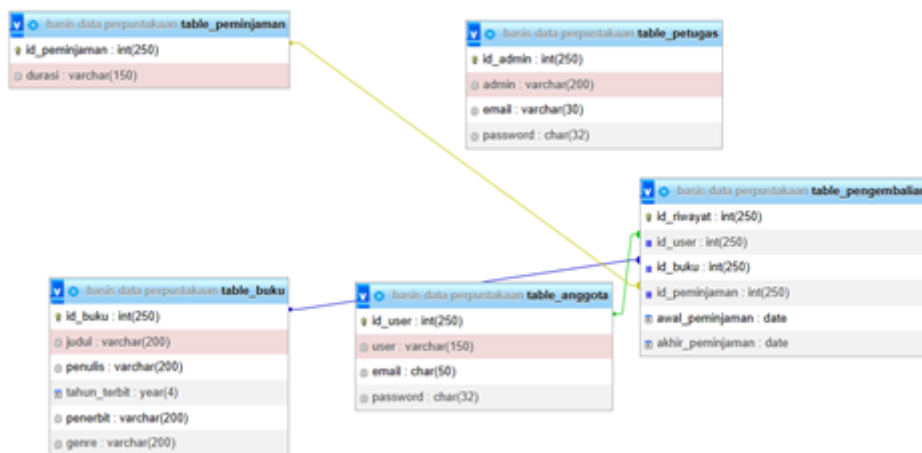 basis data perpustakaan table_peminjaman
id_peminjaman : int(250)
durasi : varchar(150)
basis data perpustakaan table_petugas
id_admin : int(250)
admin : varchar(200)
email : varchar(30)
password : char(32)
basis data perpustakaan table_pengembalian
id_riwayat : int(250)
id_user : int(250)
id_buku : int(250)
id_peminjaman : int(250)
awal_peminjaman : date
akhir_peminjaman : date
basis data perpustakaan table_buku
id_buku : int(250)
judul : varchar(200)
penulis : varchar(200)
tahun_terbit : year(4)
penerbit : varchar(200)
genre : varchar(200)
basis data perpustakaan table_anggota
id_user : int(250)
user : varchar(150)
email : char(50)
password : char(32)